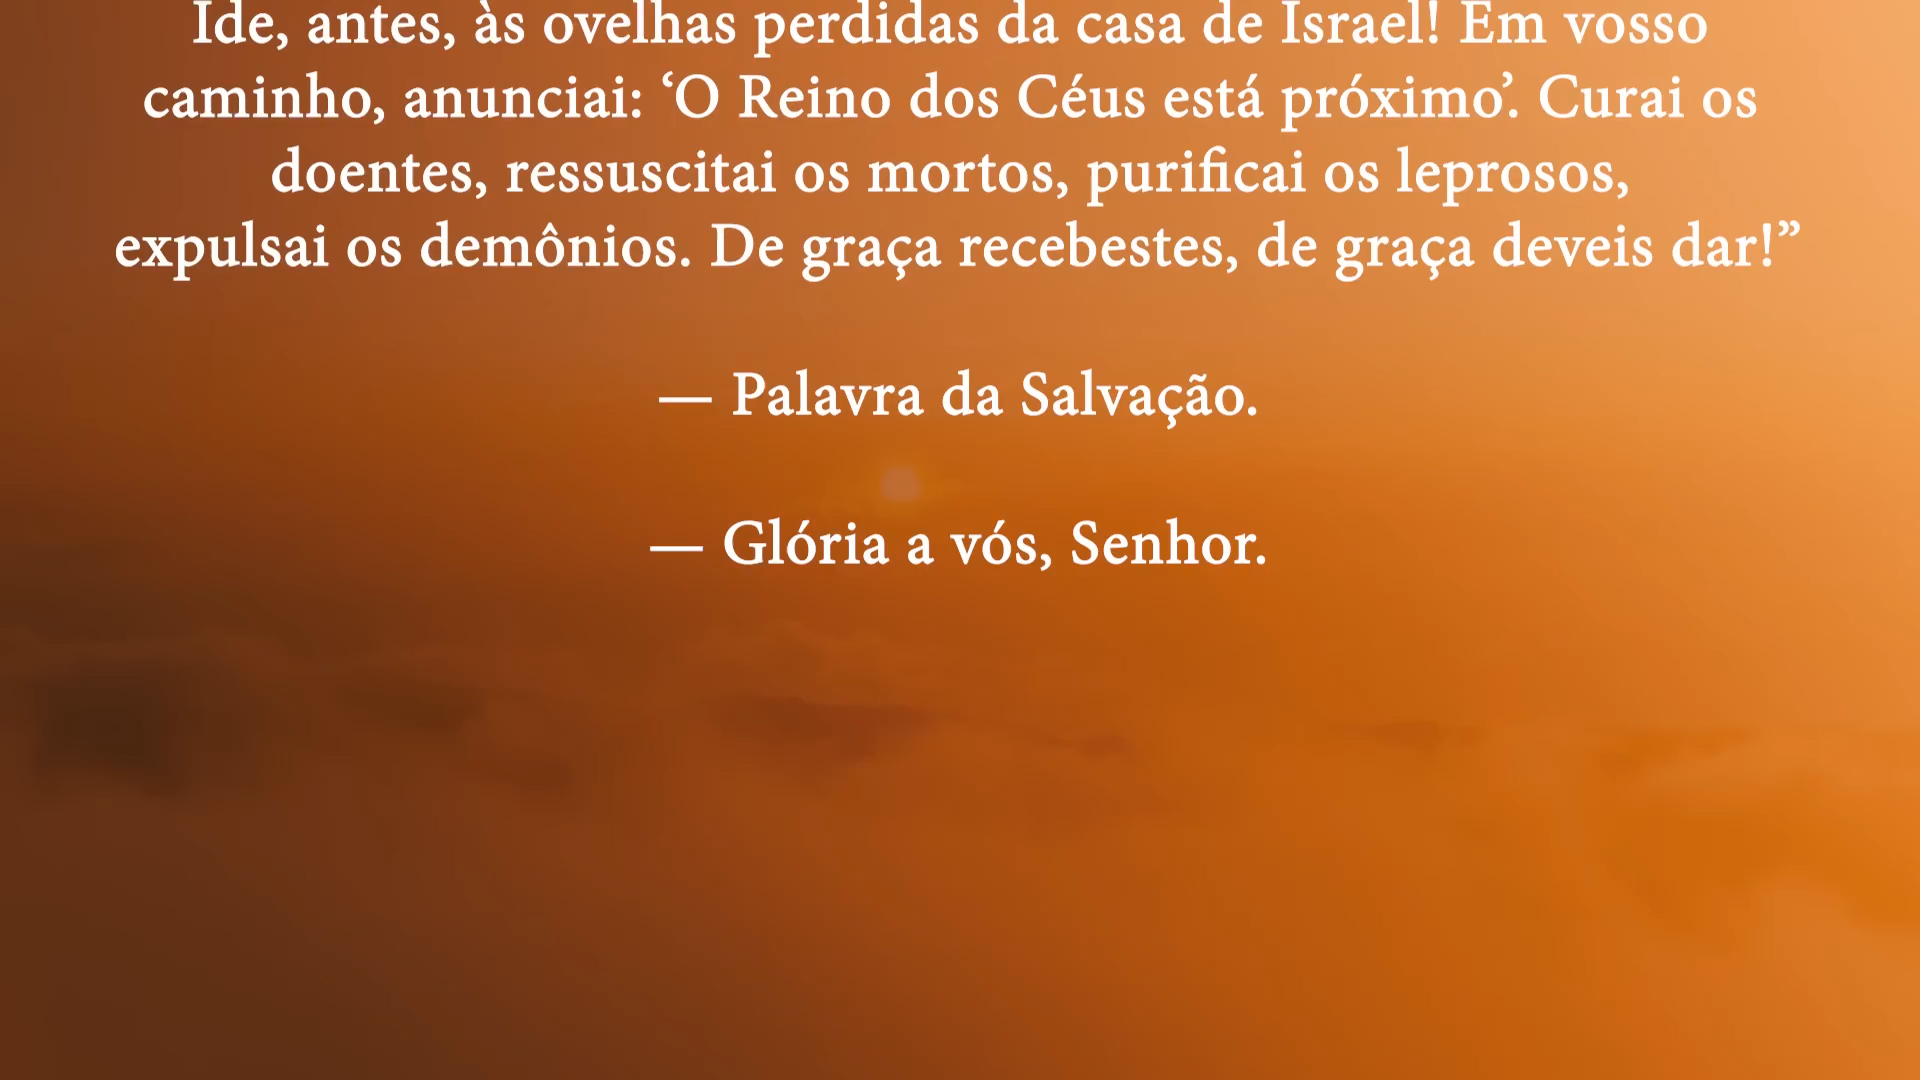 Ide, antes, às ovelhas perdidas da casa de Israel! Em vosso
caminho, anunciai: ‘O Reino dos Céus está próximo’. Curai os
doentes, ressuscitai os mortos, purificai os leprosos,
expulsai os demônios. De graça recebestes, de graça deveis dar!”
— Palavra da Salvação.
— Glória a vós, Senhor.